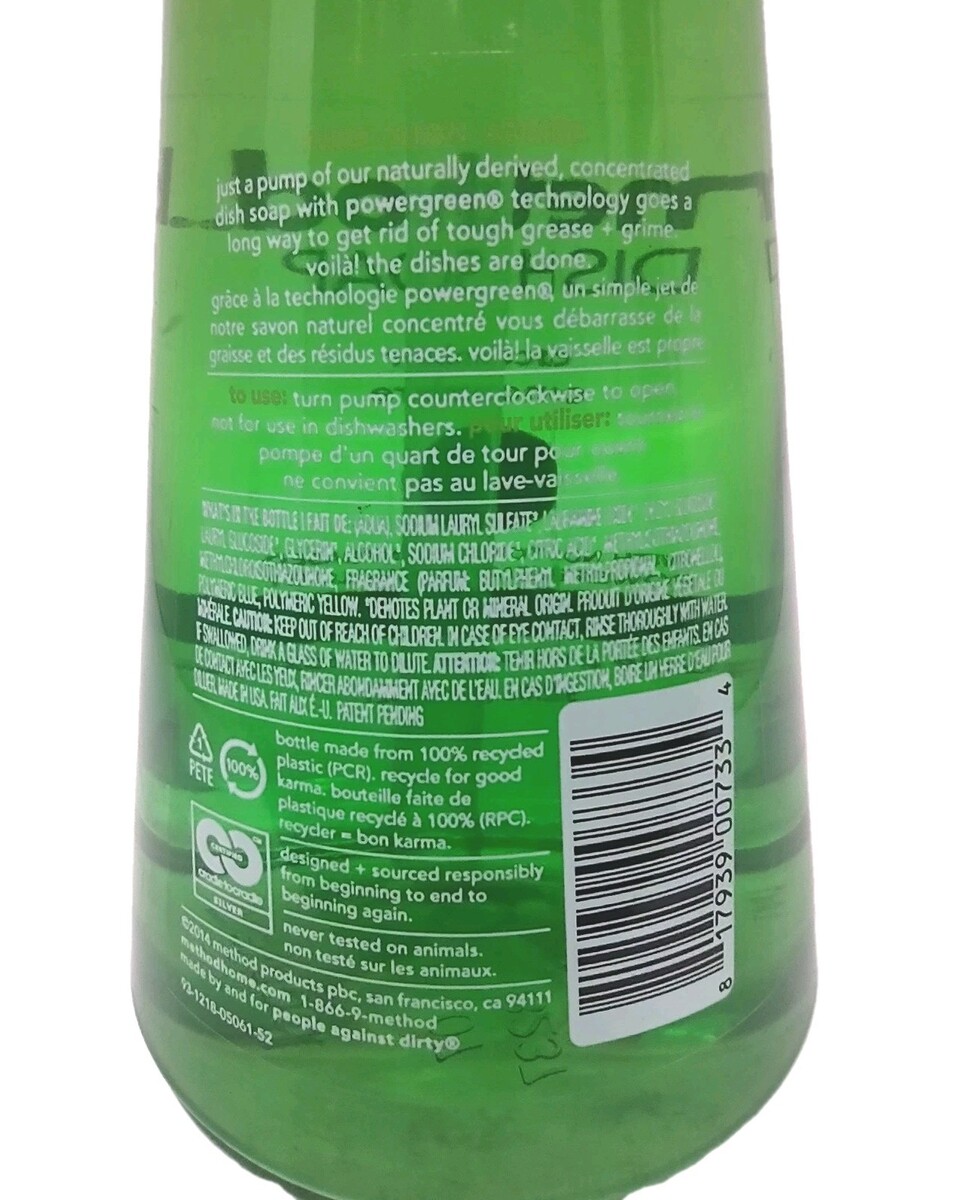 just a pump of our naturally derived, concentrated
dish soap with powergreen® technology goes a
long way to get rid of tough grease + grime.
voilà! the dishes are done.
grâce à la technologie powergreen®, un simple jet de
notre savon naturel concentré vous débarrasse de la
graisse et des résidus tenaces. voilà! la vaisselle est propre
to use: turn pump counterclockwise to open
not for use in dishwashers. pour utiliser:
pompe d'un quart de tour pour
ne convient pas au lave-vaisselle
WHAT'S IN THE BOTTLE | FAIT DE: (AQUA), SODIUM LAURYL SULFATE*,
LAURYL GLUCOSIDE*, GLYCERIN*, ALCOHOL*, SODIUM CHLORIDE*, CITRIC ACID*, METHYLISOTHIAZOLINONE,
METHYLCHLOROISOTHIAZOLINONE, FRAGRANCE (PARFUM: BUTYLPHENYL METHYLPROPIONAL, CITRONELLOL),
POLYMERIC BLUE, POLYMERIC YELLOW. *DENOTES PLANT OR MINERAL ORIGIN. PRODUIT D'ORIGINE VEGETALE OU
MINÉRALE. CAUTION: KEEP OUT OF REACH OF CHILDREN. IN CASE OF EYE CONTACT, RINSE THOROUGHLY WITH WATER.
IF SWALLOWED, DRINK A GLASS OF WATER TO DILUTE. ATTENTION: TENIR HORS DE LA PORTÉE DES ENFANTS. EN CAS
DE CONTACT AVEC LES YEUX, RINCER ABONDAMMENT AVEC DE L'EAU. EN CAS D'INGESTION, BOIRE UN VERRE D'EAU POUR
DILUER. MADE IN USA. FAIT AUX É.-U. PATENT PENDING
1
PETE
100%
bottle made from 100% recycled
plastic (PCR). recycle for good
karma. bouteille faite de
plastique recyclé à 100% (RPC).
recycler = bon karma.
CERTIFIED
cradletocradle
SILVER
designed + sourced responsibly
from beginning to end to
beginning again.
never tested on animals.
non testé sur les animaux.
©2014 method products pbc, san francisco, ca 94111
methodhome.com 1-866-9-method
made by and for people against dirty®
93-1218-05061-52
8 17939 00733 4